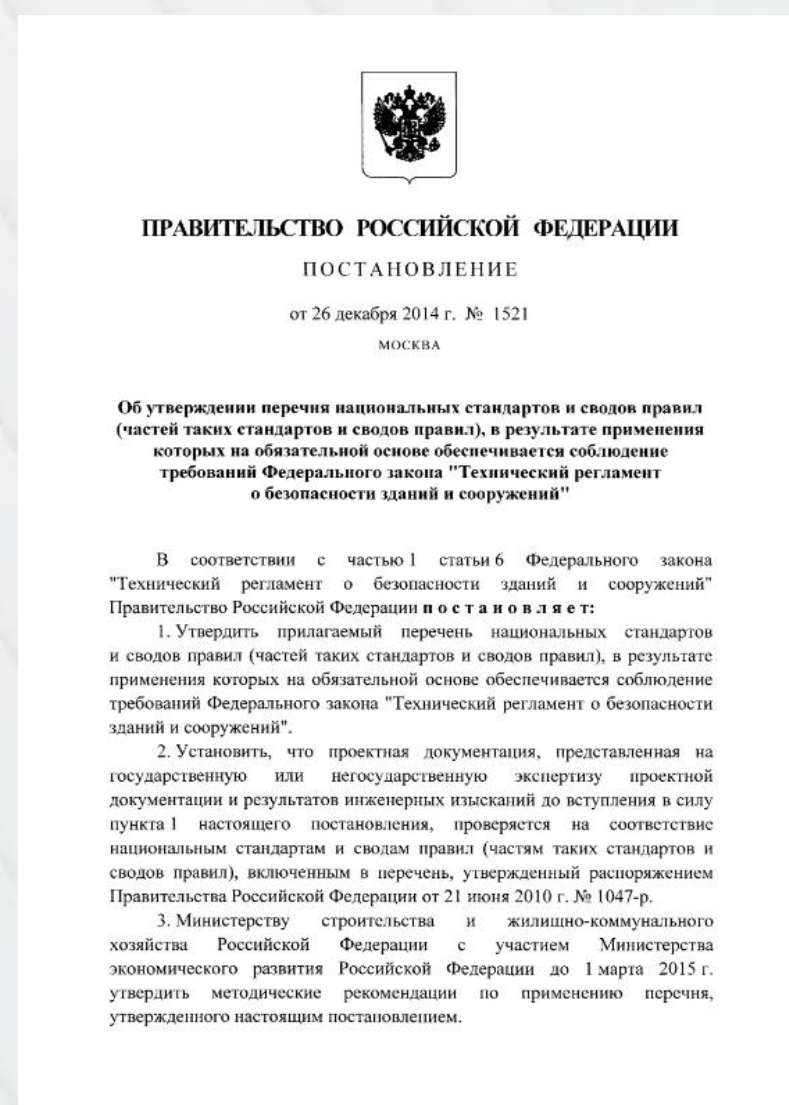 ПРАВИТЕЛЬСТВО РОССИЙСКОЙ ФЕДЕРАЦИИ
ПОСТАНОВЛЕНИЕ
от 26 декабря 2014 г. № 1521
МОСКВА
Об утверждении перечня национальных стандартов и сводов правил
(частей таких стандартов и сводов правил), в результате применения
которых на обязательной основе обеспечивается соблюдение
требований Федерального закона "Технический регламент
о безопасности зданий и сооружений"
В соответствии с частью 1 статьи 6 Федерального закона
"Технический регламент о безопасности зданий и сооружений"
Правительство Российской Федерации п о с т а н о в л я е т:
1. Утвердить прилагаемый перечень национальных стандартов
и сводов правил (частей таких стандартов и сводов правил), в результате
применения которых на обязательной основе обеспечивается соблюдение
требований Федерального закона "Технический регламент о безопасности
зданий и сооружений".
2. Установить, что проектная документация, представленная на
государственную или негосударственную экспертизу проектной
документации и результатов инженерных изысканий до вступления в силу
пункта 1 настоящего постановления, проверяется на соответствие
национальным стандартам и сводам правил (частям таких стандартов и
сводов правил), включенным в перечень, утвержденный распоряжением
Правительства Российской Федерации от 21 июня 2010 г. № 1047-р.
3. Министерству строительства и жилищно-коммунального
хозяйства Российской Федерации с участием Министерства
экономического развития Российской Федерации до 1 марта 2015 г.
утвердить методические рекомендации по применению перечня,
утвержденного настоящим постановлением.